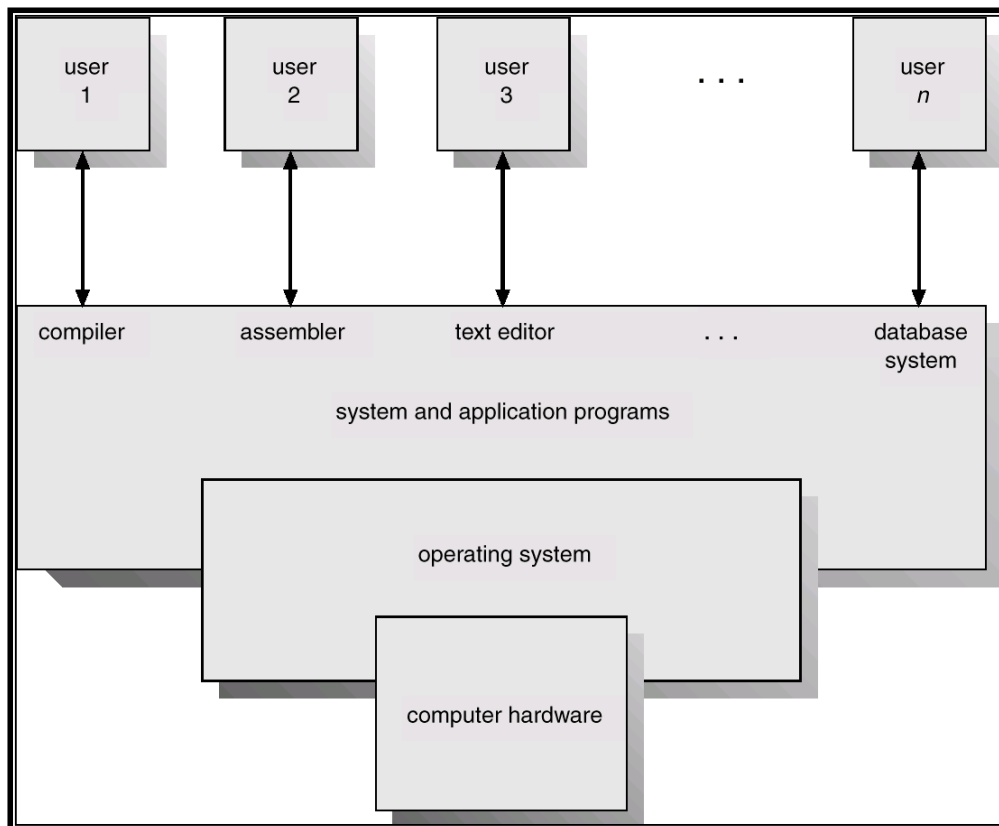 user
1
user
2
user
3
. . .
user
n
compiler
assembler
text editor
. . .
database
system
system and application programs
operating system
computer hardware